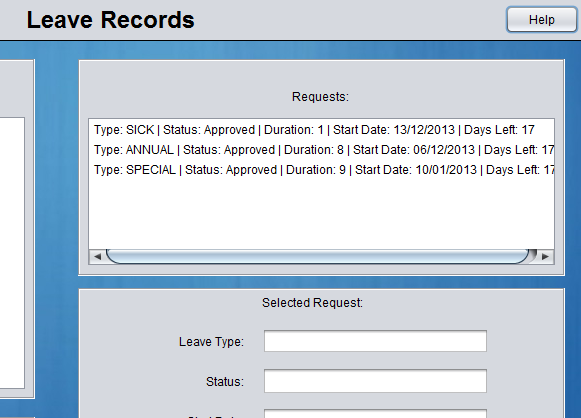 Leave Records
Help
Requests:
Type: SICK | Status: Approved | Duration: 1 | Start Date: 13/12/2013 | Days Left: 17
Type: ANNUAL | Status: Approved | Duration: 8 | Start Date: 06/12/2013 | Days Left: 17
Type: SPECIAL | Status: Approved | Duration: 9 | Start Date: 10/01/2013 | Days Left: 17
Selected Request:
Leave Type:
Status: